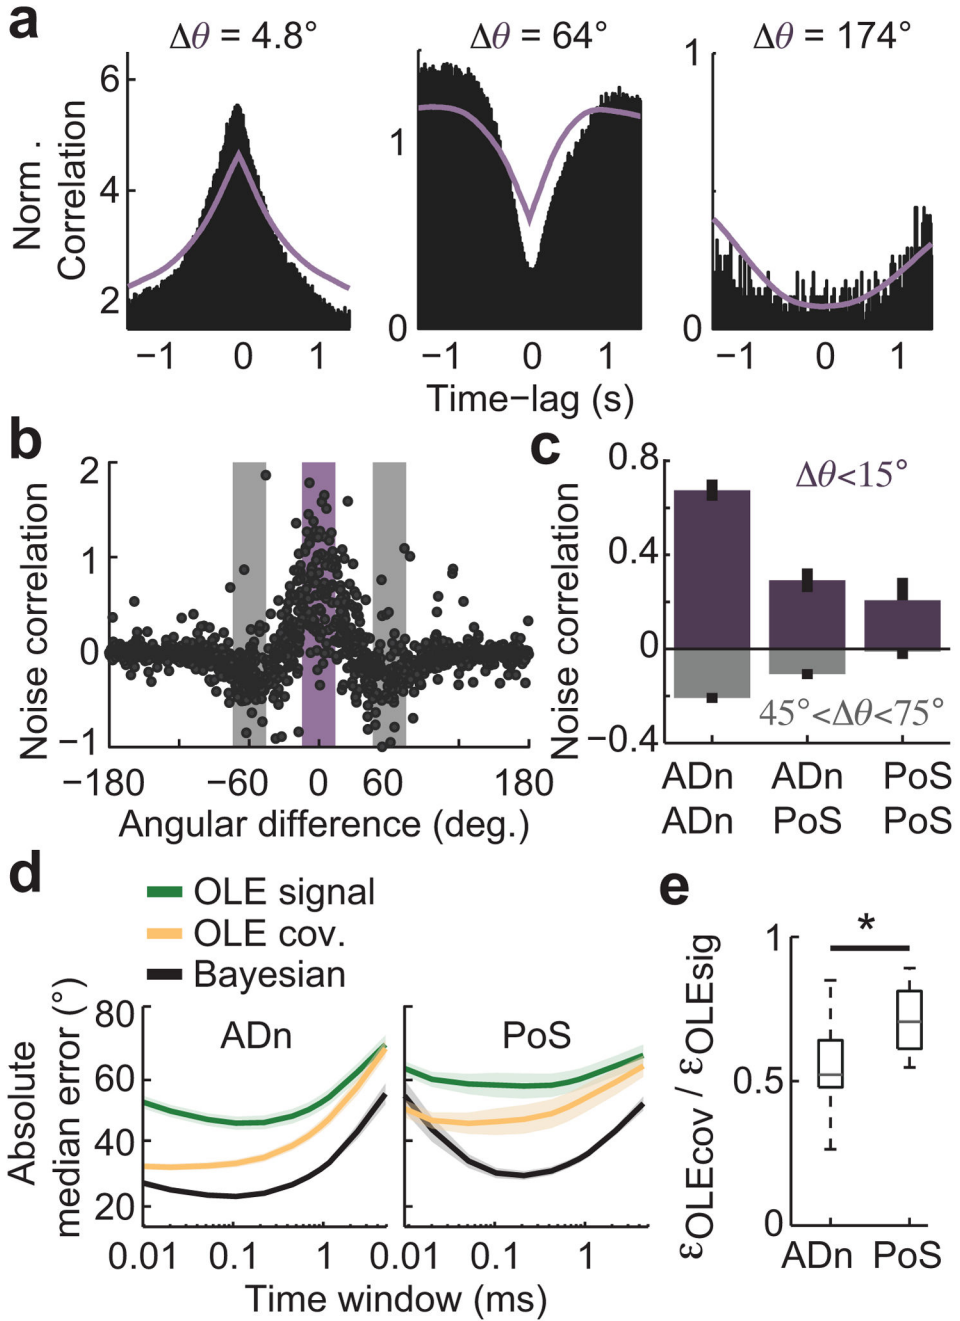 a
Δθ = 4.8° Δθ = 64° Δθ = 174°
Norm .
Correlation
6
4
2
1
0
1
0
−1 0 1 −1 0 1 −1 0 1
Time−lag (s)
b
Noise correlation
2
1
0
−1
−180 −60 0 60 180
Angular difference (deg.)
c
Noise correlation
0.8
0.4
0
−0.4
Δθ<15°
45°<Δθ<75°
ADn ADn PoS
ADn PoS PoS
d
OLE signal
OLE cov.
Bayesian
Absolute
median error (°)
80
60
40
20
ADn PoS
0.01 0.1 1 0.01 0.1 1
Time window (ms)
e
εOLEcov / εOLEsig
1
0.5
0
*
ADn PoS